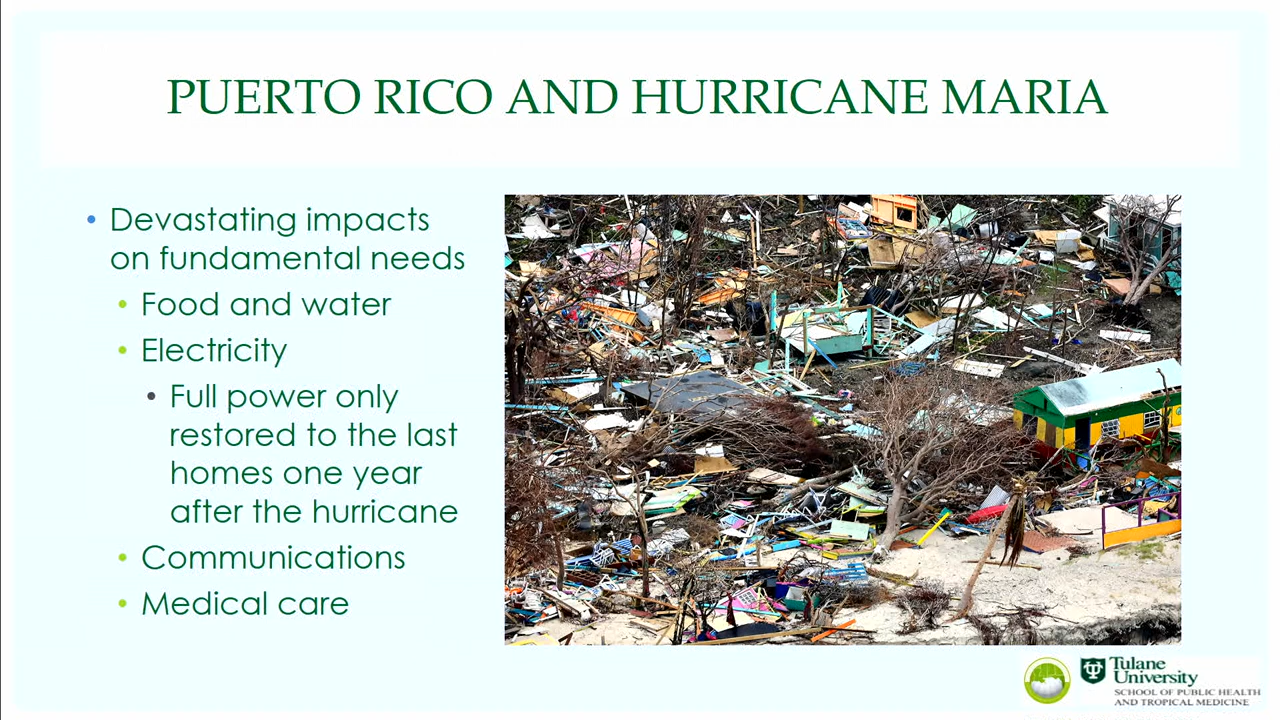 PUERTO RICO AND HURRICANE MARIA
• Devastating impacts
on fundamental needs
• Food and water
• Electricity
• Full power only
restored to the last
homes one year
after the hurricane
• Communications
• Medical care
Tulane
University
SCHOOL OF PUBLIC HEALTH
AND TROPICAL MEDICINE